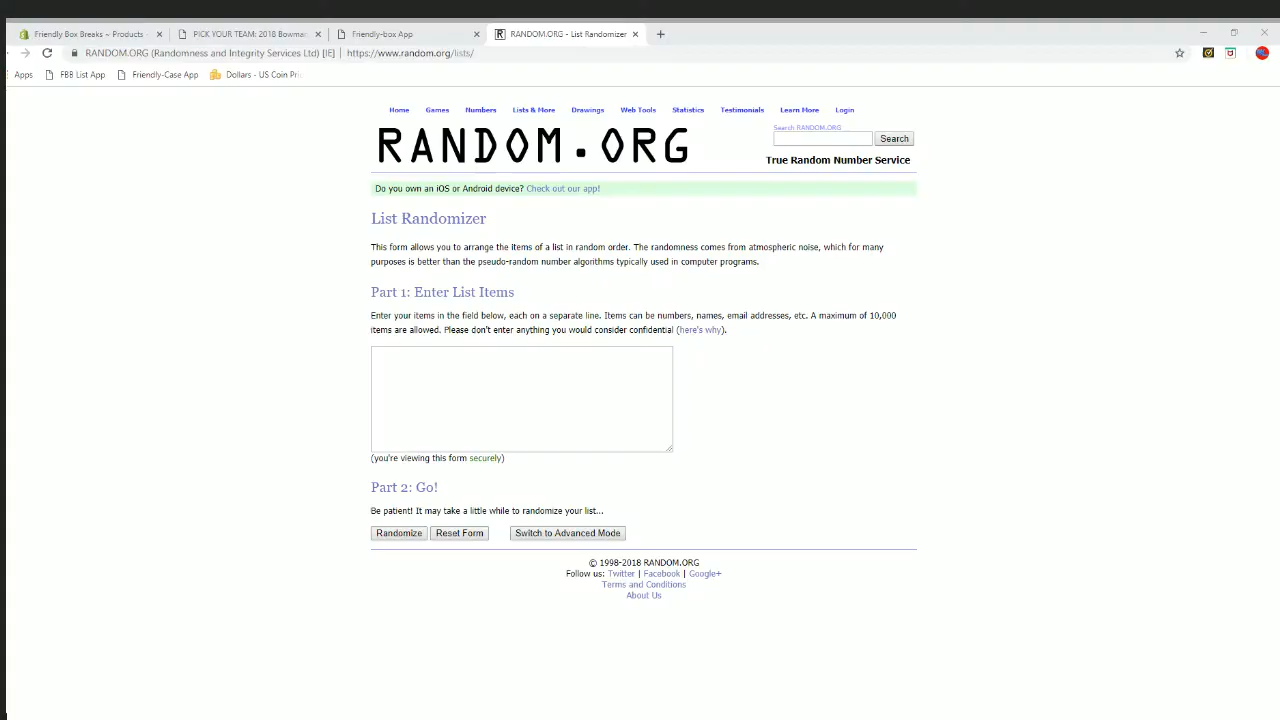 Friendly Box Breaks ~ Products
PICK YOUR TEAM: 2018 Bowman
Friendly-box App
RANDOM.ORG - List Randomizer
RANDOM.ORG (Randomness and Integrity Services Ltd) [IE] | https://www.random.org/lists/
Apps
FBB List App
Friendly-Case App
Dollars - US Coin Pri
Home
Games
Numbers
Lists & More
Drawings
Web Tools
Statistics
Testimonials
Learn More
Login
RANDOM.ORG
Search RANDOM.ORG
Search
True Random Number Service
Do you own an iOS or Android device? Check out our app!
List Randomizer
This form allows you to arrange the items of a list in random order. The randomness comes from atmospheric noise, which for many
purposes is better than the pseudo-random number algorithms typically used in computer programs.
Part 1: Enter List Items
Enter your items in the field below, each on a separate line. Items can be numbers, names, email addresses, etc. A maximum of 10,000
items are allowed. Please don't enter anything you would consider confidential (here's why).
(you're viewing this form securely)
Part 2: Go!
Be patient! It may take a little while to randomize your list...
Randomize
Reset Form
Switch to Advanced Mode
© 1998-2018 RANDOM.ORG
Follow us: Twitter | Facebook | Google+
Terms and Conditions
About Us